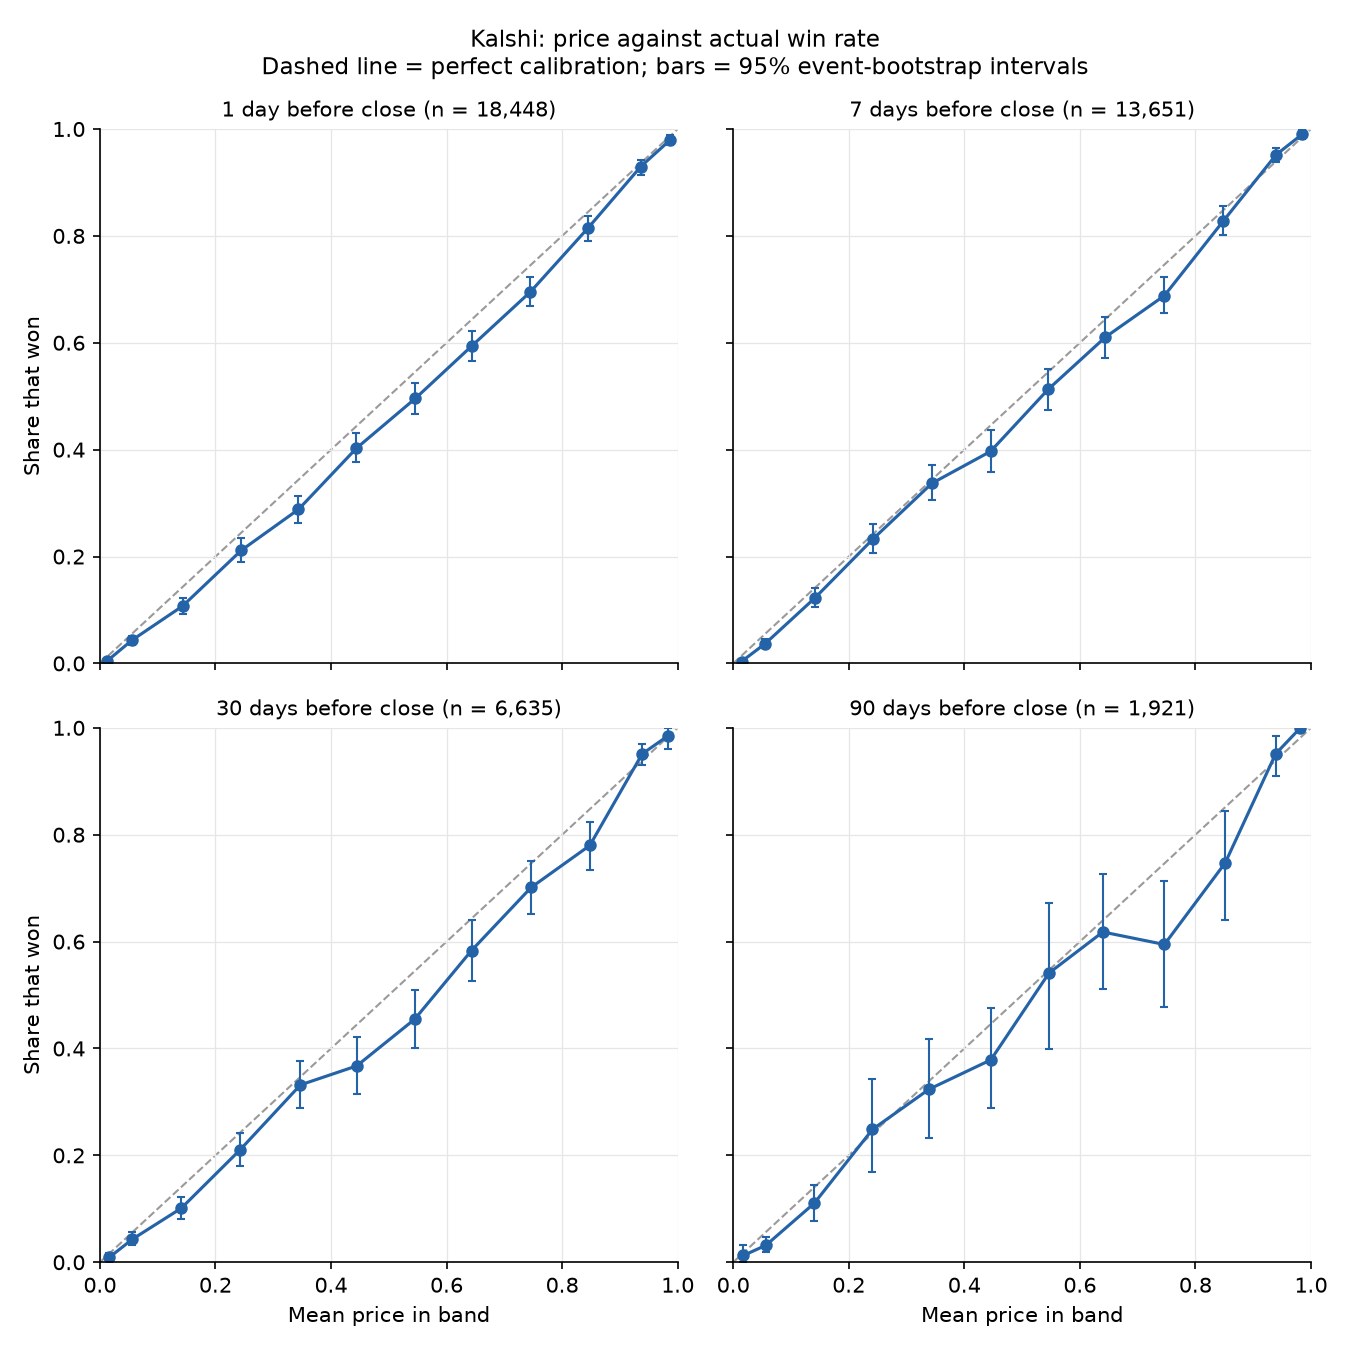 Kalshi: price against actual win rate
Dashed line = perfect calibration; bars = 95% event-bootstrap intervals
1 day before close (n = 18,448)
7 days before close (n = 13,651)
1.0
0.8
0.6
0.4
0.2
0.0
Share that won
30 days before close (n = 6,635)
90 days before close (n = 1,921)
1.0
0.8
0.6
0.4
0.2
0.0
Share that won
0.0 0.2 0.4 0.6 0.8 1.0
0.0 0.2 0.4 0.6 0.8 1.0
Mean price in band
Mean price in band